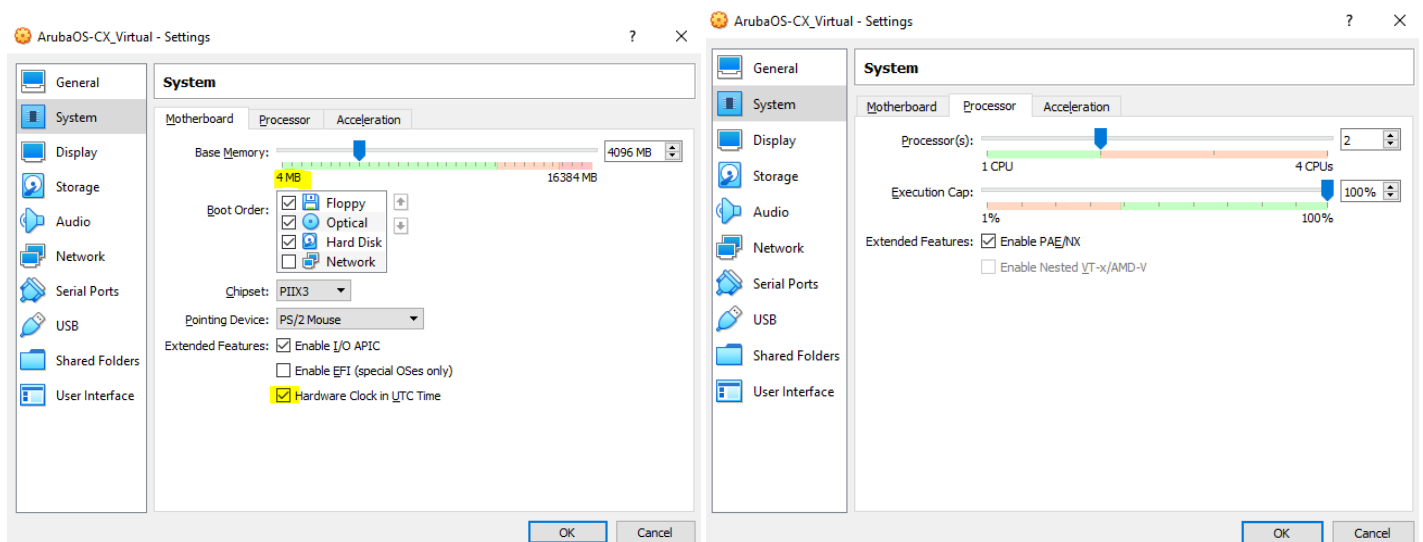 ArubaOS-CX_Virtual - Settings
? ×
General
System
Display
Storage
Audio
Network
Serial Ports
USB
Shared Folders
User Interface
System
Motherboard Processor Acceleration
Base Memory: 4096 MB
4 MB 16384 MB
Boot Order: Floppy
Optical
Hard Disk
Network
Chipset: PIIX3
Pointing Device: PS/2 Mouse
Extended Features: Enable I/O APIC
Enable EFI (special OSes only)
Hardware Clock in UTC Time
OK Cancel
ArubaOS-CX_Virtual - Settings
? ×
General
System
Display
Storage
Audio
Network
Serial Ports
USB
Shared Folders
User Interface
System
Motherboard Processor Acceleration
Processor(s): 2
1 CPU 4 CPUs
Execution Cap: 100%
1% 100%
Extended Features: Enable PAE/NX
Enable Nested VT-x/AMD-V
OK Cancel